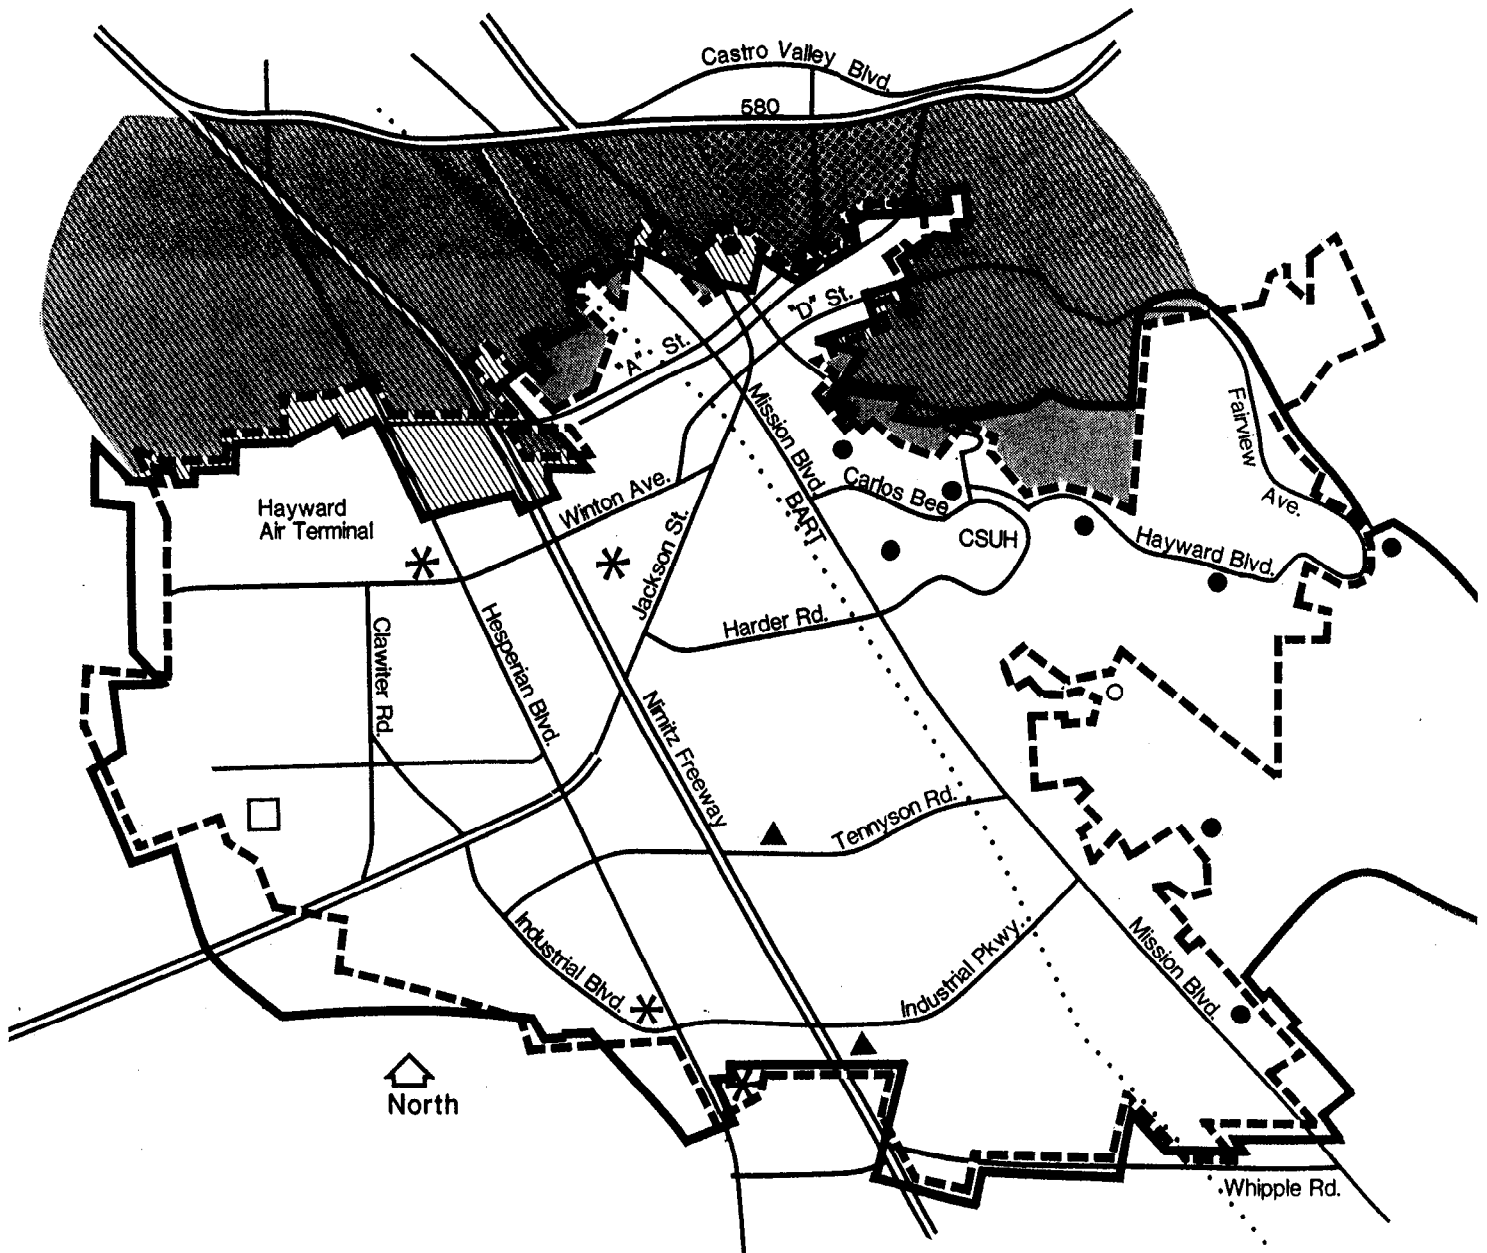 Castro Valley Blvd.
580
"D" St.
"A" St.
Mission Blvd.
Fairview
Ave.
Hayward
Air Terminal
Winton Ave.
Carlos Bee
BART
CSUH
Hayward Blvd.
Jackson St.
Harder Rd.
Clawiter Rd.
Hesperian Blvd.
Nimitz Freeway
Tennyson Rd.
Industrial Blvd.
Industrial Pkwy.
Mission Blvd.
North
Whipple Rd.